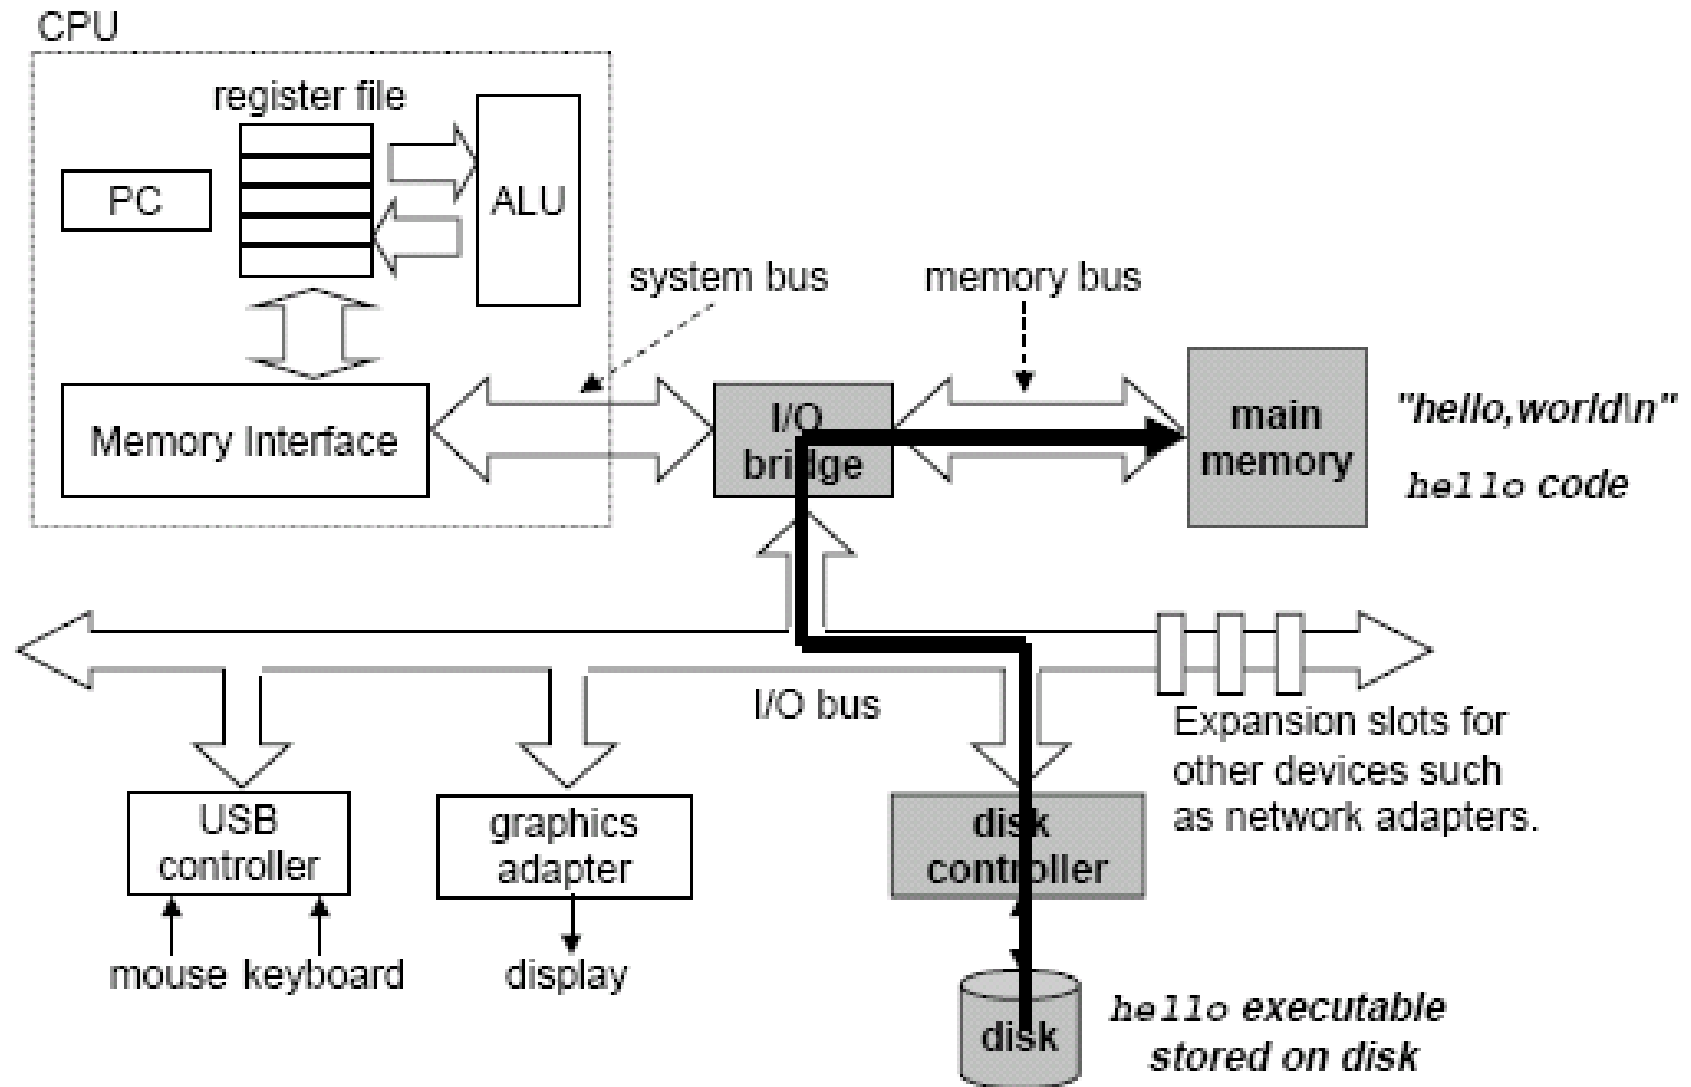 CPU
register file
PC
ALU
system bus
memory bus
Memory Interface
I/O
bridge
main
memory
"hello,world\n"
hello code
I/O bus
Expansion slots for
other devices such
as network adapters.
USB
controller
graphics
adapter
disk
controller
mouse keyboard
display
disk
hello executable
stored on disk